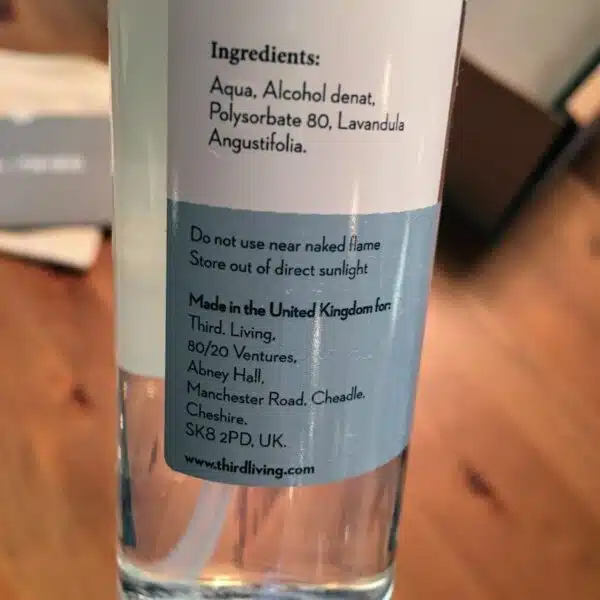 Ingredients:
Aqua, Alcohol denat,
Polysorbate 80, Lavandula
Angustifolia.
Do not use near naked flame
Store out of direct sunlight
Made in the United Kingdom for:
Third. Living,
80/20 Ventures,
Abney Hall,
Manchester Road, Cheadle,
Cheshire,
SK8 2PD, UK.
www.thirdliving.com